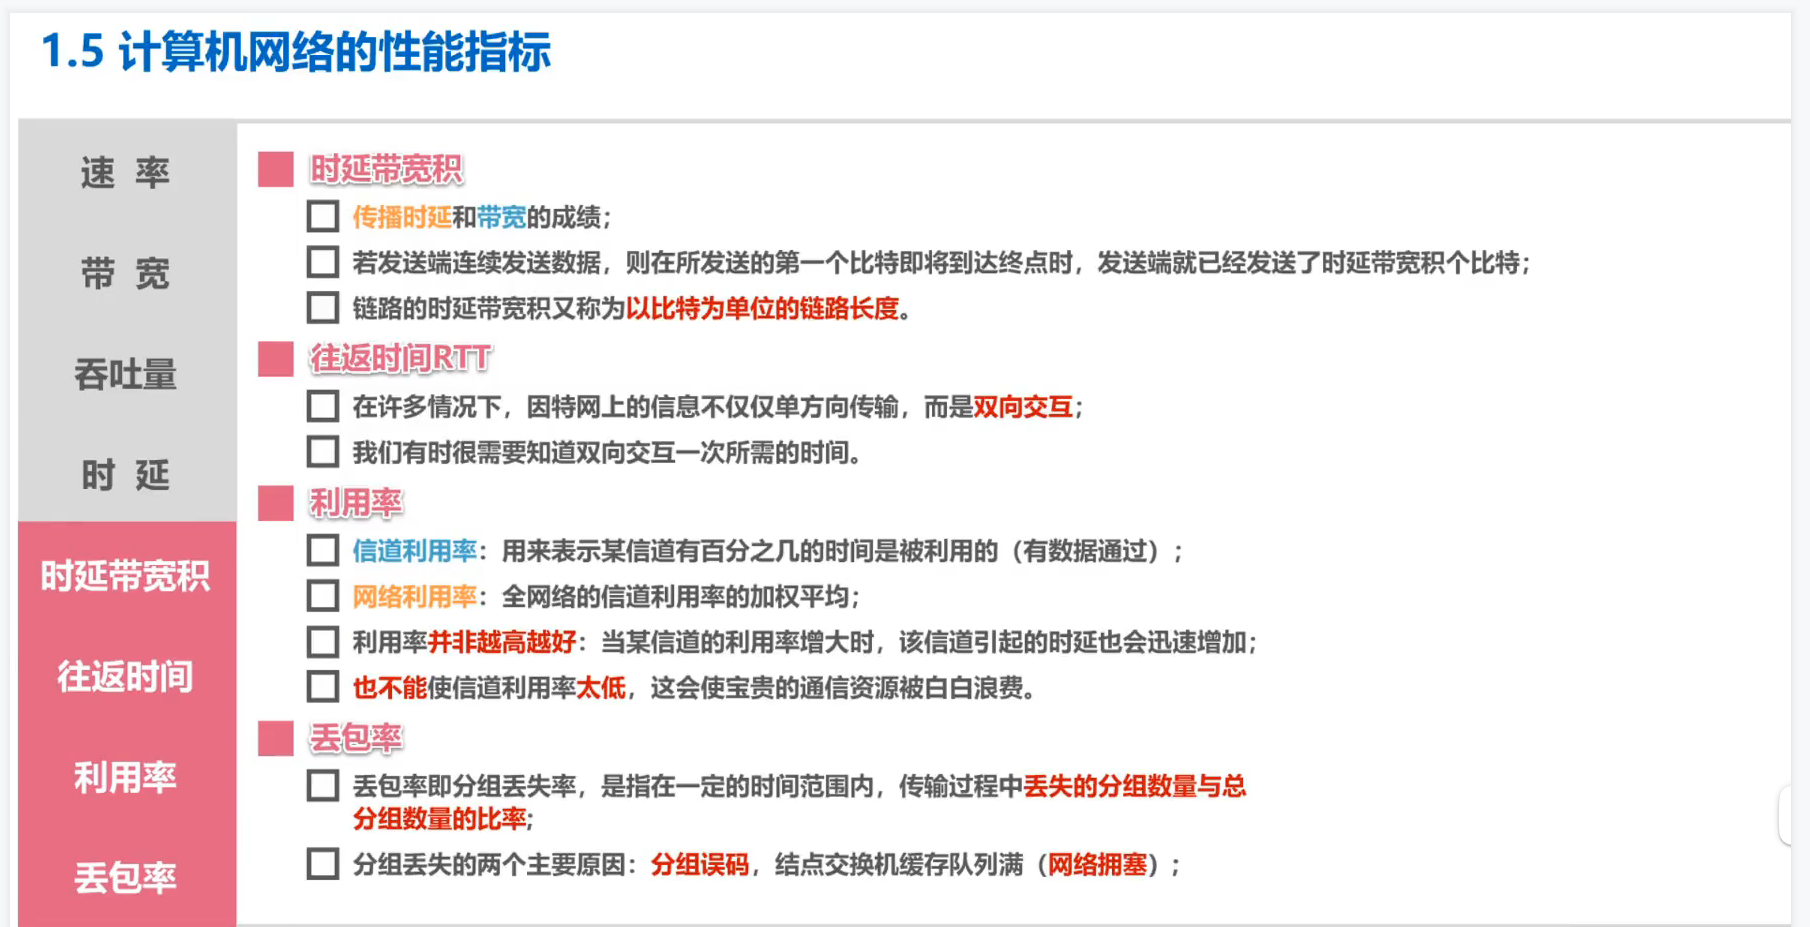 1.5 计算机网络的性能指标
速 率
带 宽
吞吐量
时 延
时延带宽积
往返时间
利用率
丢包率
时延带宽积
传播时延和带宽的成绩；
若发送端连续发送数据，则在所发送的第一个比特即将到达终点时，发送端就已经发送了时延带宽积个比特；
链路的时延带宽积又称为以比特为单位的链路长度。
往返时间RTT
在许多情况下，因特网上的信息不仅仅单方向传输，而是双向交互；
我们有时很需要知道双向交互一次所需的时间。
利用率
信道利用率：用来表示某信道有百分之几的时间是被利用的（有数据通过）；
网络利用率：全网络的信道利用率的加权平均；
利用率并非越高越好：当某信道的利用率增大时，该信道引起的时延也会迅速增加；
也不能使信道利用率太低，这会使宝贵的通信资源被白白浪费。
丢包率
丢包率即分组丢失率，是指在一定的时间范围内，传输过程中丢失的分组数量与总
分组数量的比率；
分组丢失的两个主要原因：分组误码，结点交换机缓存队列满（网络拥塞）；